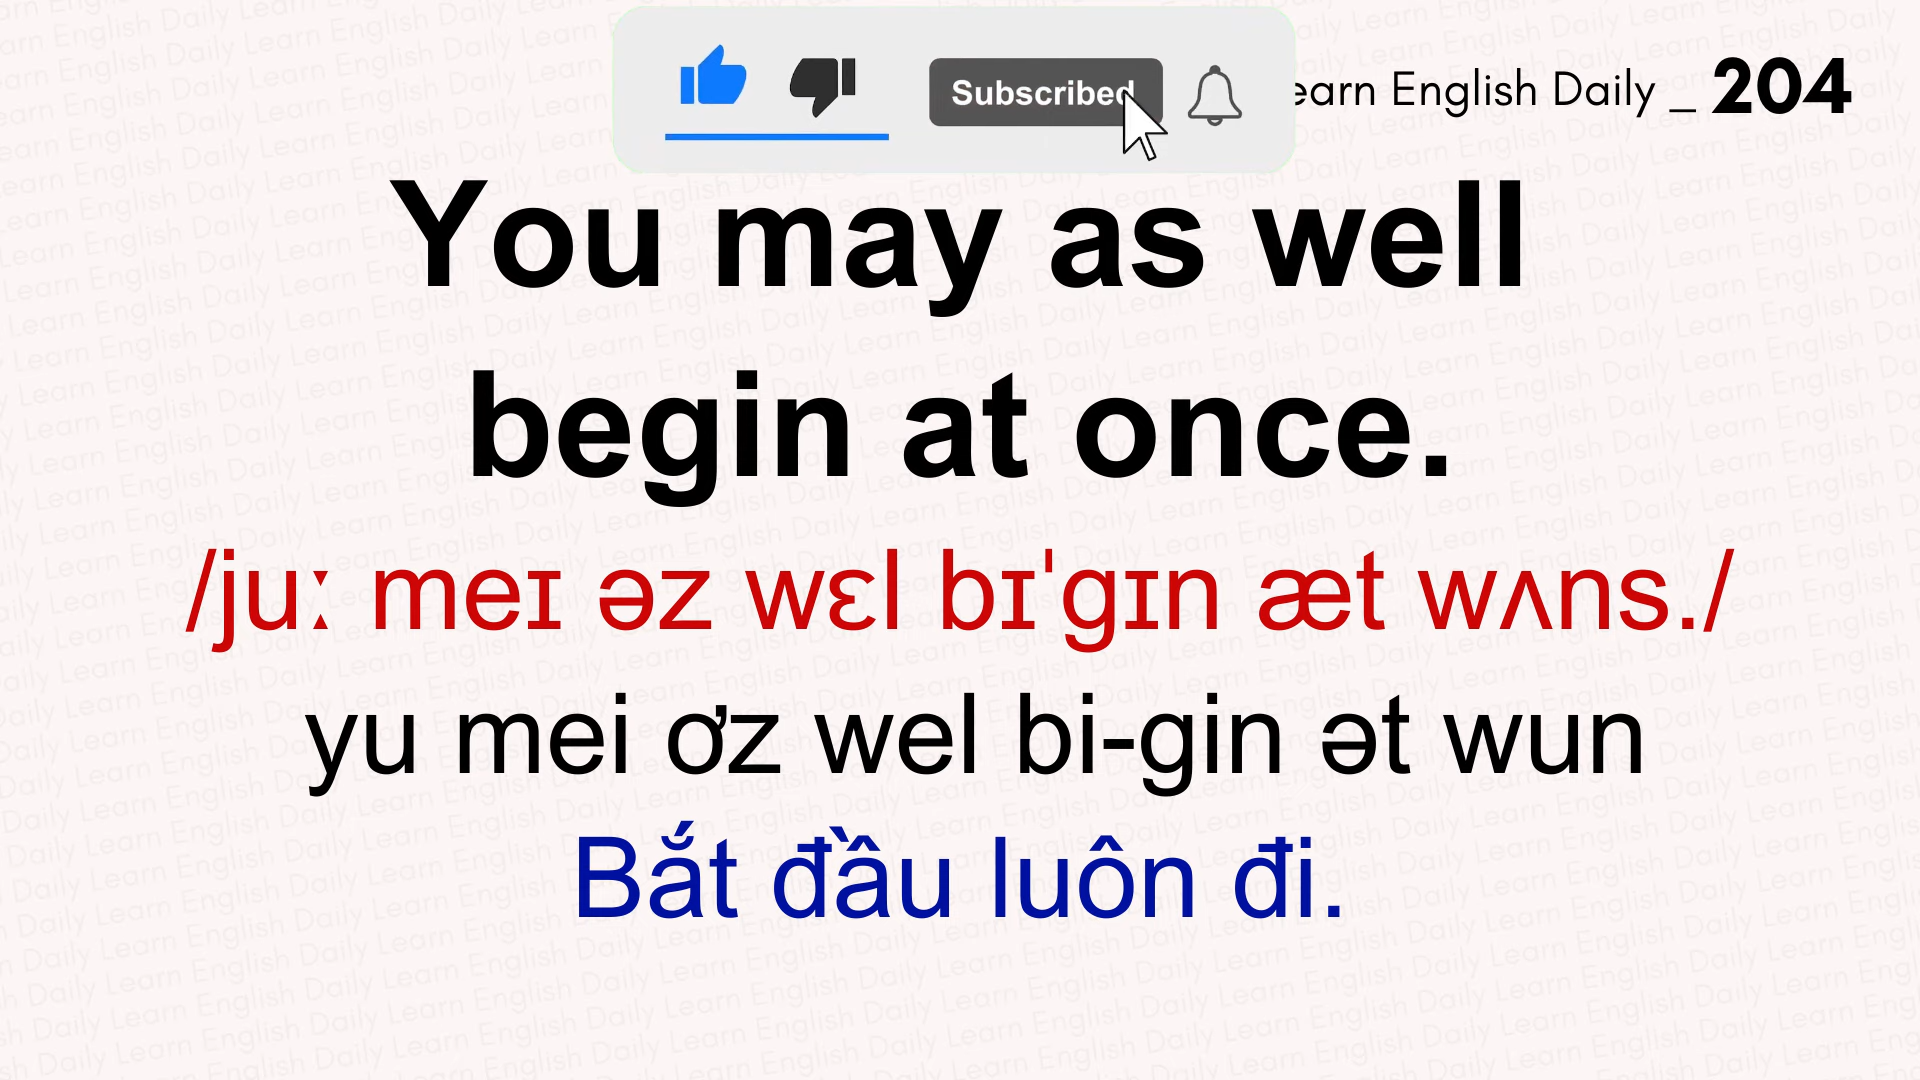 Subscribed
earn English Daily _ 204
You may as well
begin at once.
/juː meɪ əz wɛl bɪˈgɪn æt wʌns./
yu mei ơz wel bi-gin ət wun
Bắt đầu luôn đi.